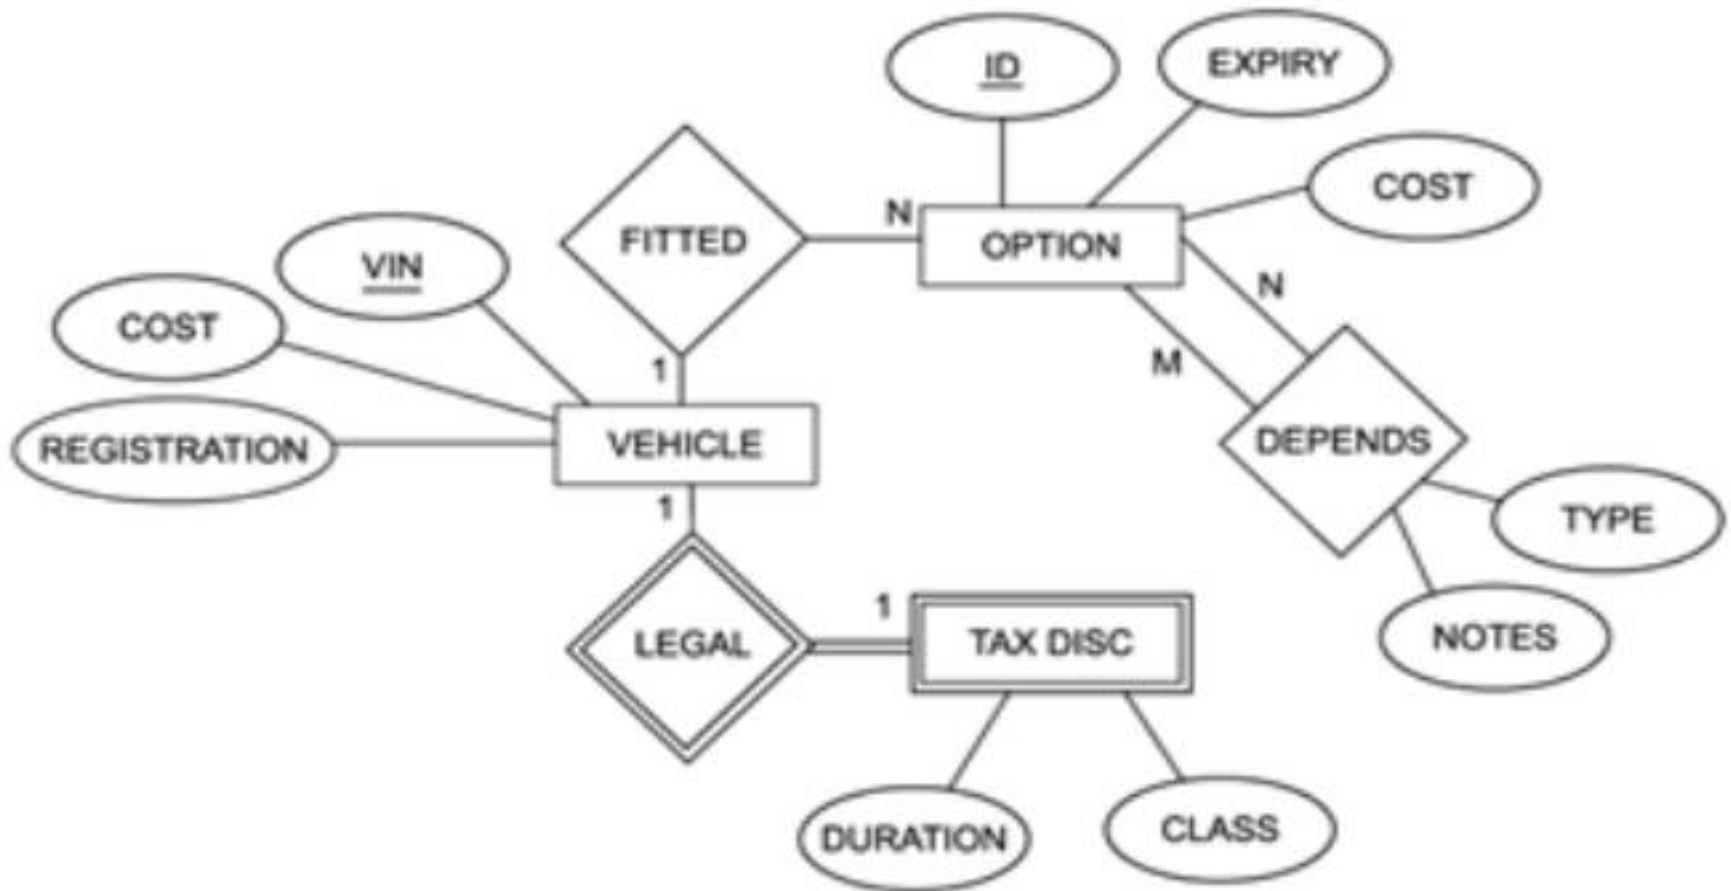 ID
EXPIRY
COST
N
FITTED
OPTION
VIN
N
COST
1
M
REGISTRATION
VEHICLE
DEPENDS
1
TYPE
1
LEGAL
TAX DISC
NOTES
DURATION
CLASS